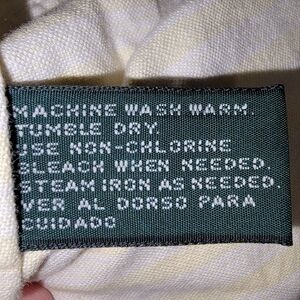 MACHINE WASH WARM.
TUMBLE DRY.
USE NON-CHLORINE
BLEACH WHEN NEEDED.
STEAM IRON AS NEEDED.
VER AL DORSO PARA
CUIDADO